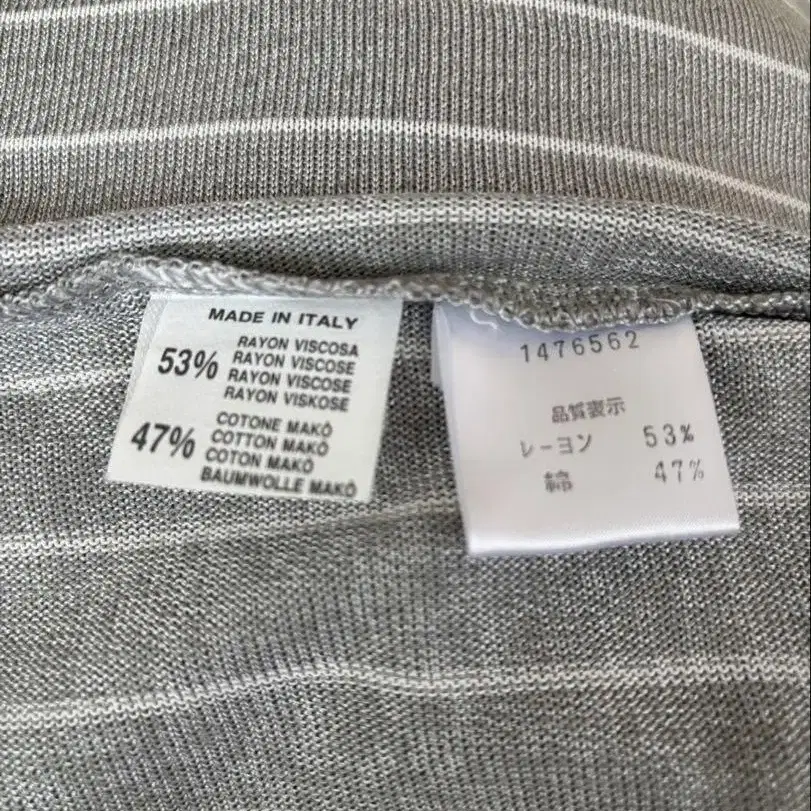 MADE IN ITALY
53%
RAYON VISCOSA
RAYON VISCOSE
RAYON VISCOSE
RAYON VISKOSE
47%
COTONE MAKÒ
COTTON MAKÒ
COTON MAKÒ
BAUMWOLLE MAKÒ
1476562
品質表示
レーヨン 53%
綿 47%